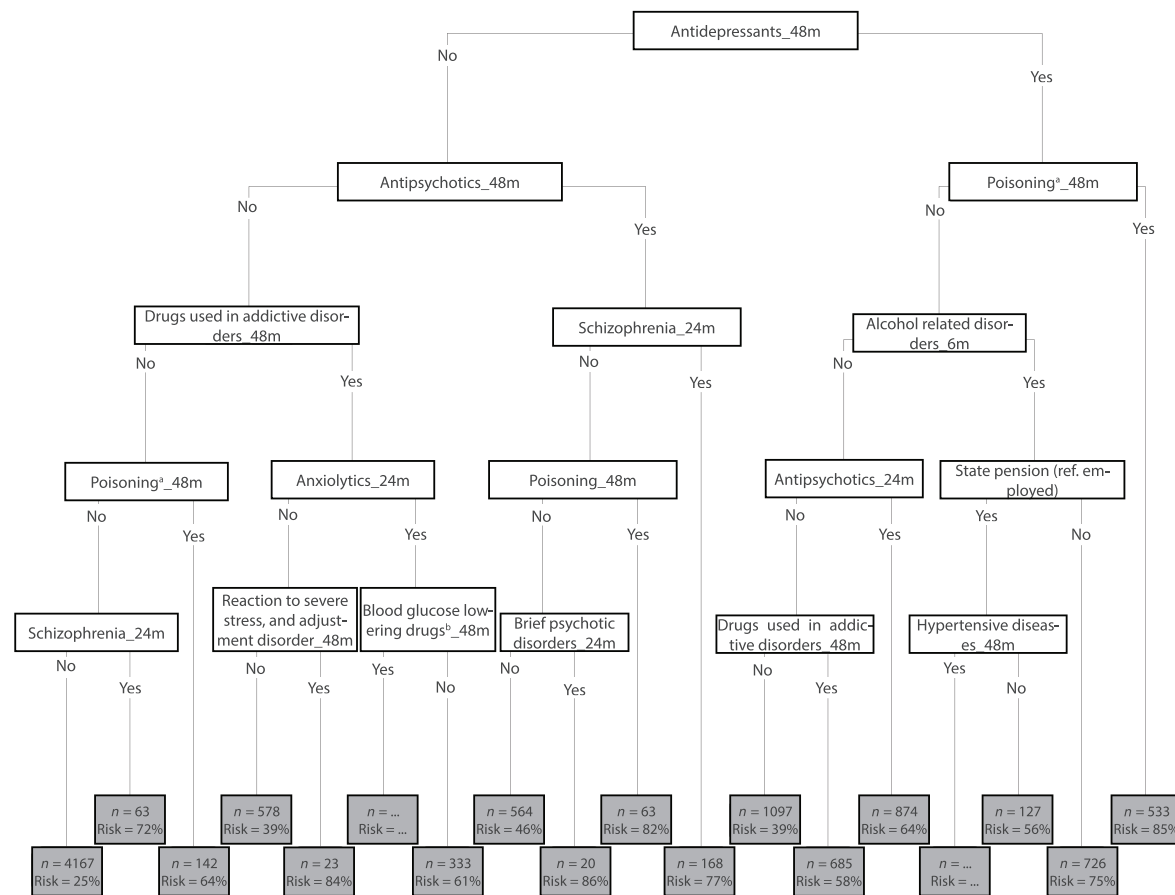 Antidepressants_48m
No
Yes
Antipsychotics_48m
Poisoningᵃ_48m
No
Yes
No
Yes
Drugs used in addictive disor-
ders_48m
Schizophrenia_24m
Alcohol related disor-
ders_6m
No
Yes
No
Yes
No
Yes
Poisoningᵃ_48m
Anxiolytics_24m
Poisoning_48m
Antipsychotics_24m
State pension (ref. em-
ployed)
No
Yes
No
Yes
No
Yes
No
Yes
Yes
No
Schizophrenia_24m
Reaction to severe
stress, and adjust-
ment disorder_48m
Blood glucose low-
ering drugsᵇ_48m
Brief psychotic
disorders_24m
Drugs used in addic-
tive disorders_48m
Hypertensive diseas-
es_48m
No
Yes
No
Yes
Yes
No
No
Yes
No
Yes
Yes
No
n = 63
Risk = 72%
n = 578
Risk = 39%
n = ...
Risk = ...
n = 564
Risk = 46%
n = 63
Risk = 82%
n = 1097
Risk = 39%
n = 874
Risk = 64%
n = 127
Risk = 56%
n = 533
Risk = 85%
n = 4167
Risk = 25%
n = 142
Risk = 64%
n = 23
Risk = 84%
n = 333
Risk = 61%
n = 20
Risk = 86%
n = 168
Risk = 77%
n = 685
Risk = 58%
n = ...
Risk = ...
n = 726
Risk = 75%